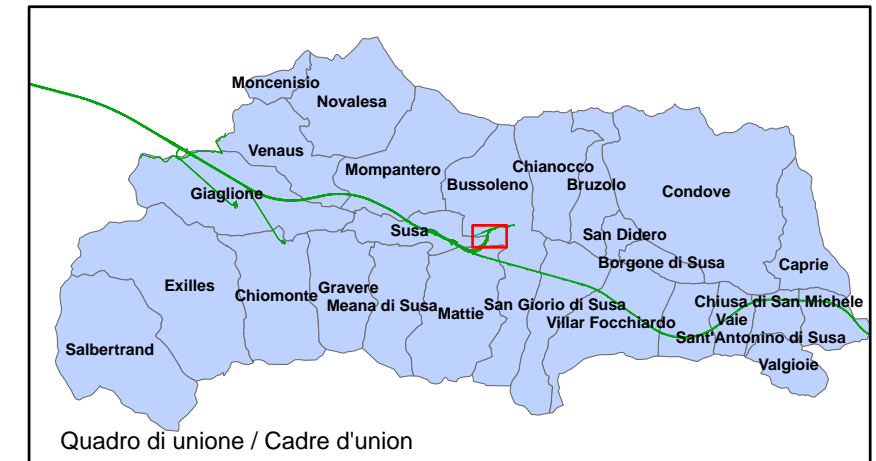 Moncenisio
Novalesa
Venaus
Mompantero
Chianocco
Giaglione
Bussoleno
Bruzolo
Condove
Susa
San Didero
Borgone di Susa
Caprie
Exilles
Chiomonte
Gravere
Meana di Susa
Mattie
San Giorio di Susa
Villar Focchiardo
Chiusa di San Michele
Vaie
Sant'Antonino di Susa
Salbertrand
Valgioie
Quadro di unione / Cadre d'union